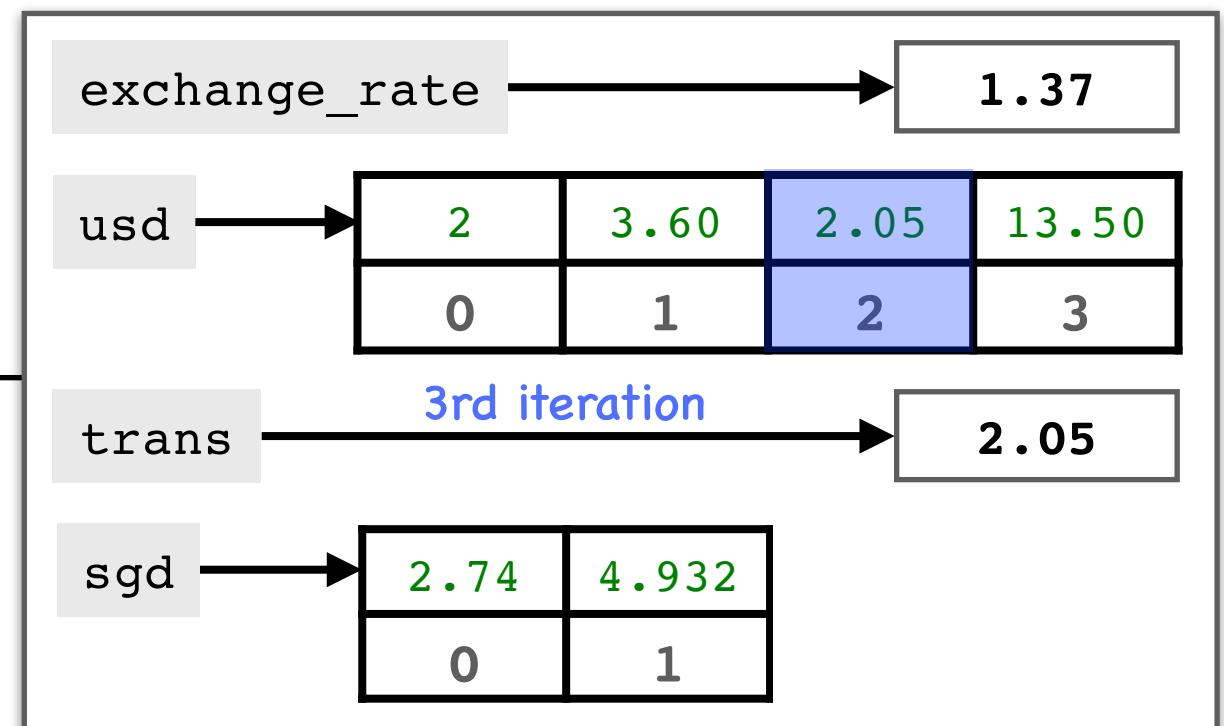 exchange_rate 1.37
usd 2 3.60 2.05 13.50
0 1 2 3
3rd iteration
trans 2.05
sgd 2.74 4.932
0 1